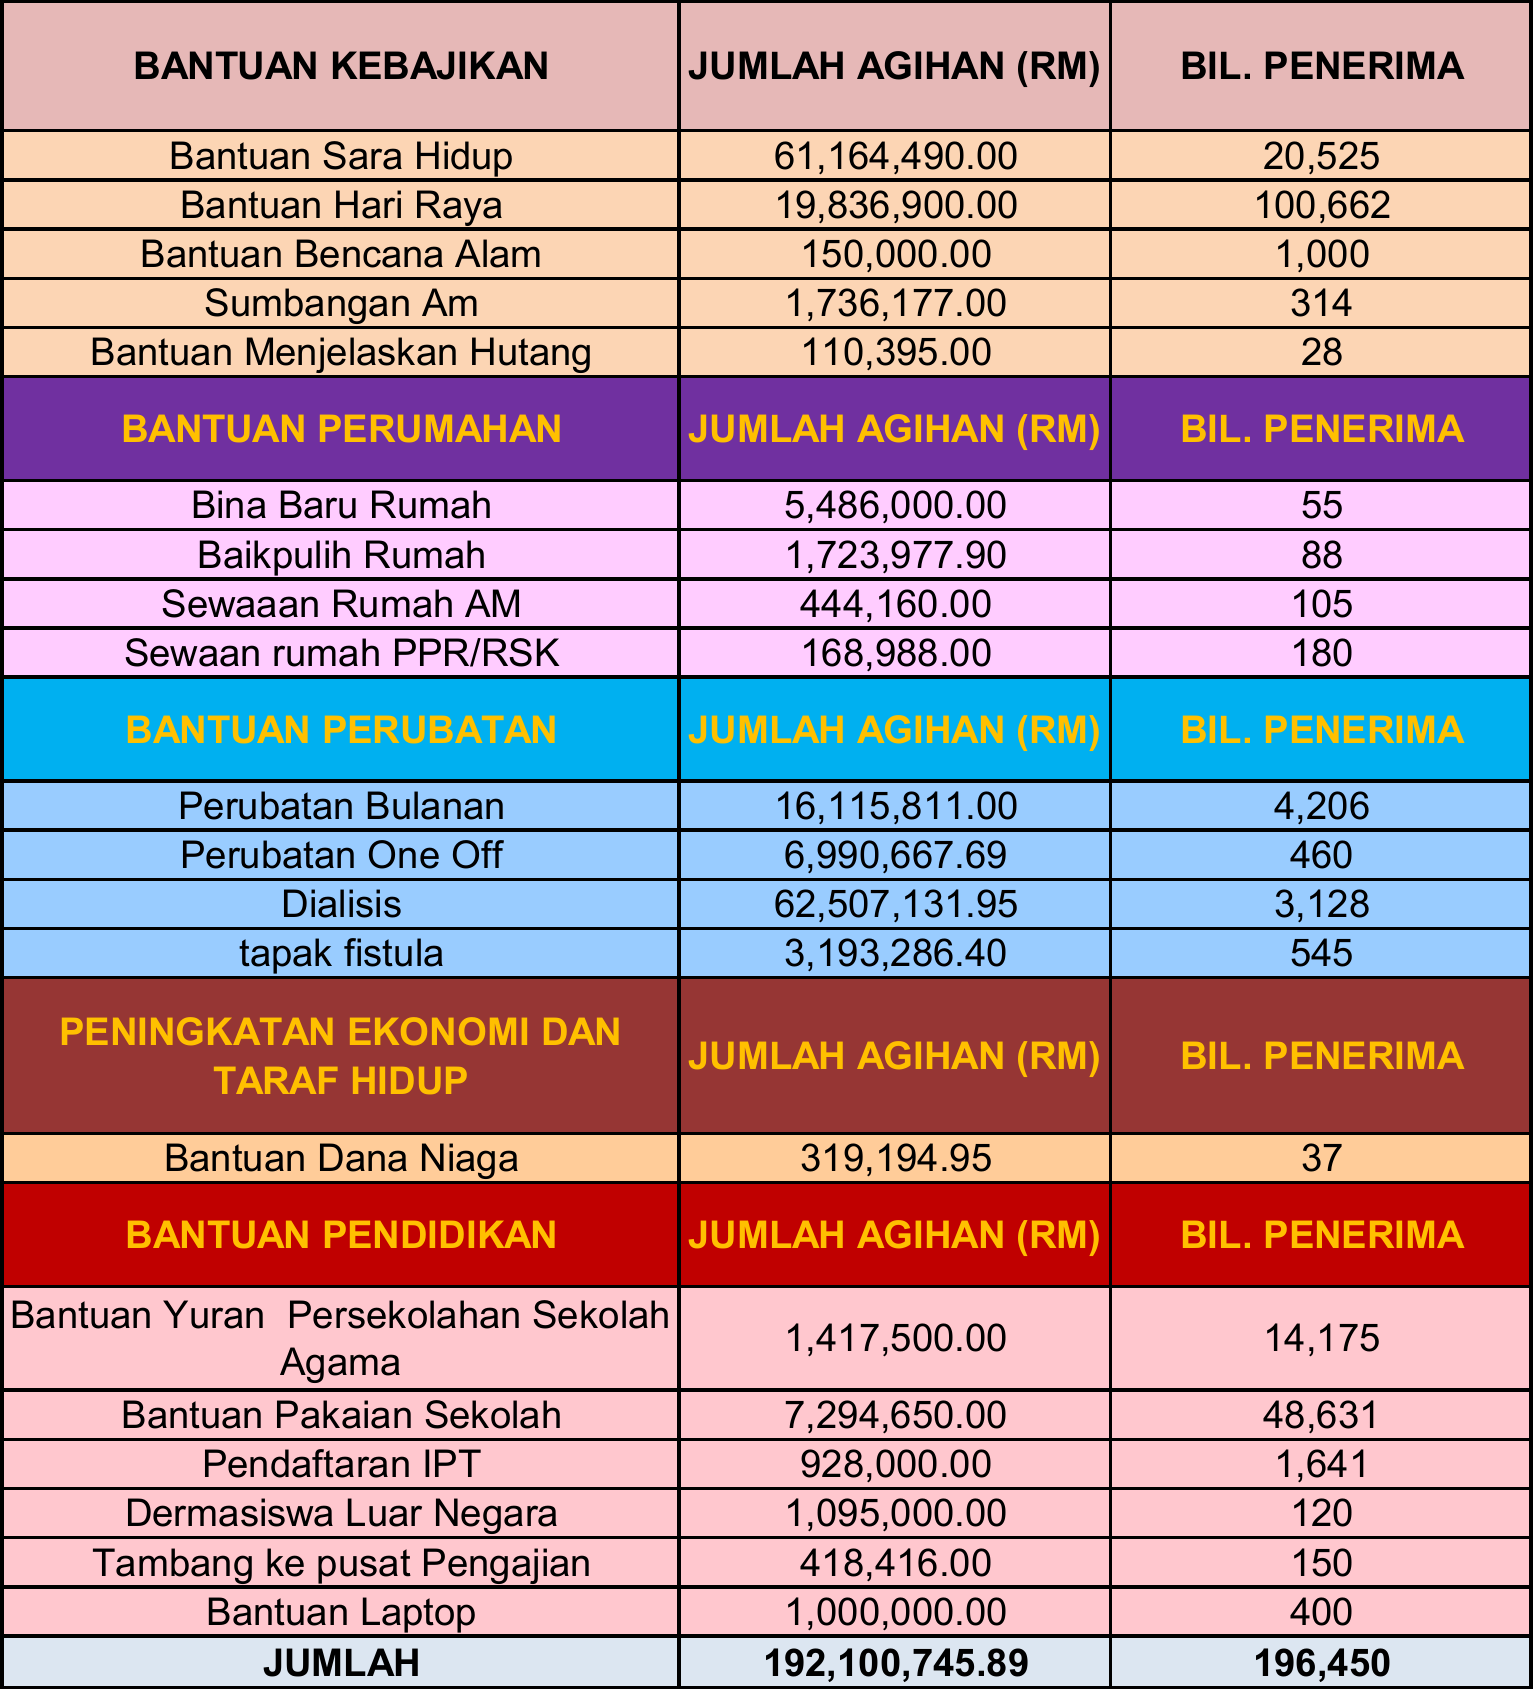 BANTUAN KEBAJIKAN JUMLAH AGIHAN (RM) BIL. PENERIMA
Bantuan Sara Hidup 61,164,490.00 20,525
Bantuan Hari Raya 19,836,900.00 100,662
Bantuan Bencana Alam 150,000.00 1,000
Sumbangan Am 1,736,177.00 314
Bantuan Menjelaskan Hutang 110,395.00 28
BANTUAN PERUMAHAN JUMLAH AGIHAN (RM) BIL. PENERIMA
Bina Baru Rumah 5,486,000.00 55
Baikpulih Rumah 1,723,977.90 88
Sewaaan Rumah AM 444,160.00 105
Sewaan rumah PPR/RSK 168,988.00 180
BANTUAN PERUBATAN JUMLAH AGIHAN (RM) BIL. PENERIMA
Perubatan Bulanan 16,115,811.00 4,206
Perubatan One Off 6,990,667.69 460
Dialisis 62,507,131.95 3,128
tapak fistula 3,193,286.40 545
PENINGKATAN EKONOMI DAN
TARAF HIDUP JUMLAH AGIHAN (RM) BIL. PENERIMA
Bantuan Dana Niaga 319,194.95 37
BANTUAN PENDIDIKAN JUMLAH AGIHAN (RM) BIL. PENERIMA
Bantuan Yuran  Persekolahan Sekolah
Agama 1,417,500.00 14,175
Bantuan Pakaian Sekolah 7,294,650.00 48,631
Pendaftaran IPT 928,000.00 1,641
Dermasiswa Luar Negara 1,095,000.00 120
Tambang ke pusat Pengajian 418,416.00 150
Bantuan Laptop 1,000,000.00 400
JUMLAH 192,100,745.89 196,450